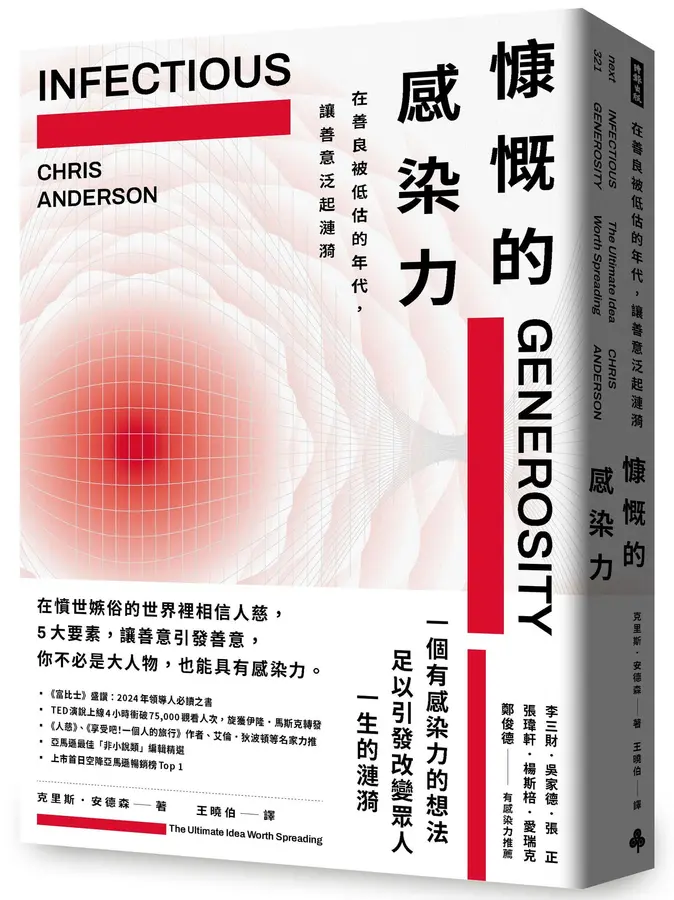 INFECTIOUS
CHRIS
ANDERSON
慷慨的
感染力
在善良被低估的年代，
讓善意泛起漣漪
GENEROSITY
在憤世嫉俗的世界裡相信人慈，
5大要素，讓善意引發善意，
你不必是大人物，也能具有感染力。
• 《富比士》盛讚：2024年領導人必讀之書
• TED演說上線4小時衝破75,000觀看人次，旋獲伊隆・馬斯克轉發
• 《人慈》、《享受吧！一個人的旅行》作者、艾倫・狄波頓等名家力推
• 亞馬遜最佳「非小說類」編輯精選
• 上市首日空降亞馬遜暢銷榜Top 1
克里斯・安德森——著 王曉伯——譯
The Ultimate Idea Worth Spreading
一個有感染力的想法
足以引發改變眾人
一生的漣漪
李三財・吳家德・張 正
張瑋軒・楊斯棓・愛瑞克
鄭俊德——有感染力推薦
時報出版
next
321
INFECTIOUS
GENEROSITY
The Ultimate Idea
Worth Spreading
CHRIS
ANDERSON
在善良被低估的年代，讓善意泛起漣漪
慷慨的
感染力
克里斯・安德森——著 王曉伯——譯